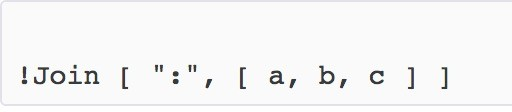 !Join [ ":", [ a, b, c ] ]